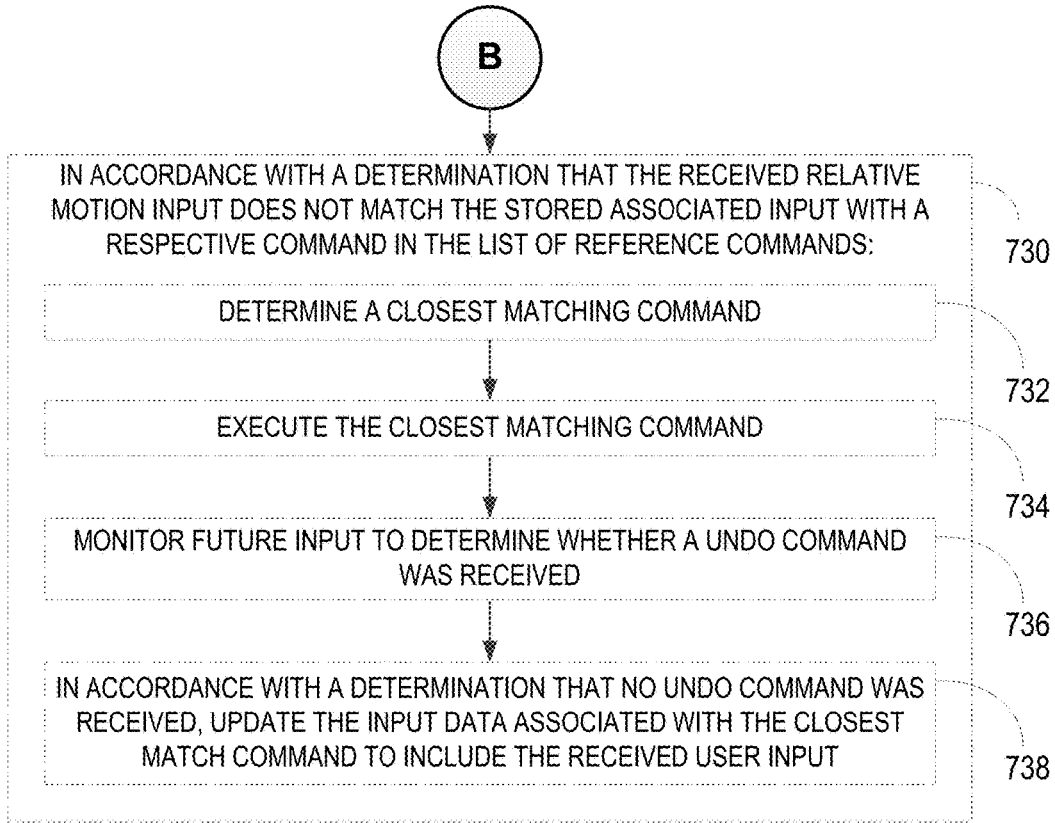 B
IN ACCORDANCE WITH A DETERMINATION THAT THE RECEIVED RELATIVE
MOTION INPUT DOES NOT MATCH THE STORED ASSOCIATED INPUT WITH A
RESPECTIVE COMMAND IN THE LIST OF REFERENCE COMMANDS:
730
DETERMINE A CLOSEST MATCHING COMMAND
732
EXECUTE THE CLOSEST MATCHING COMMAND
734
MONITOR FUTURE INPUT TO DETERMINE WHETHER A UNDO COMMAND
WAS RECEIVED
736
IN ACCORDANCE WITH A DETERMINATION THAT NO UNDO COMMAND WAS
RECEIVED, UPDATE THE INPUT DATA ASSOCIATED WITH THE CLOSEST
MATCH COMMAND TO INCLUDE THE RECEIVED USER INPUT
738